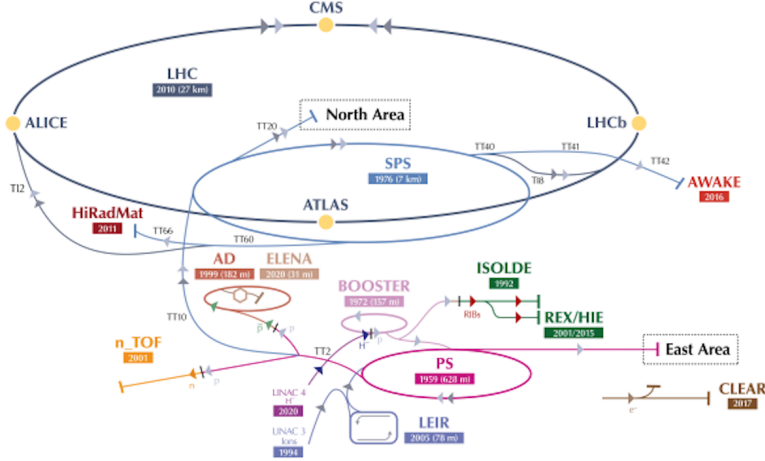 CMS
LHC
2010 (27 km)
ALICE
LHCb
North Area
TT20
TT40
TT41
TT42
SPS
1976 (7 km)
TI8
TI2
AWAKE
2016
HiRadMat
2011
TT66
TT60
ATLAS
AD
1999 (182 m)
ELENA
2020 (31 m)
ISOLDE
1992
BOOSTER
1972 (157 m)
RIBs
REX/HIE
2001/2015
TT10
p
p
H-
p
n_TOF
2001
TT2
East Area
n
p
PS
1959 (628 m)
LINAC 4
H-
2020
CLEAR
2017
e-
LINAC 3
Ions
1994
LEIR
2005 (78 m)